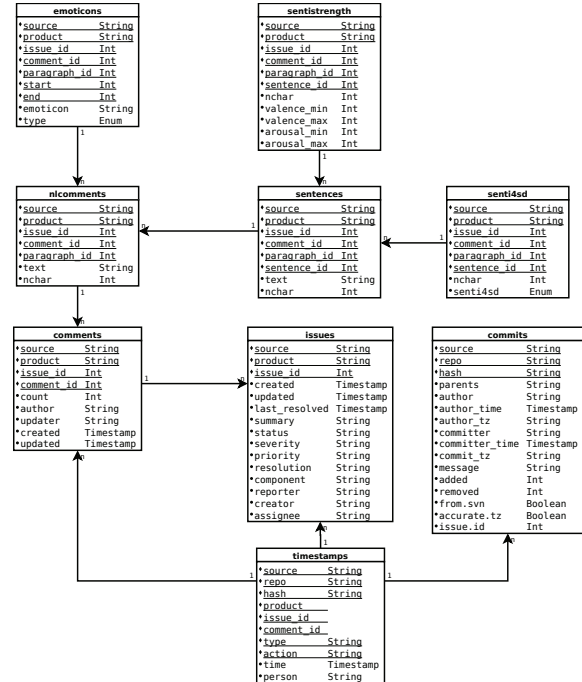 emoticons
source String
product String
issue_id Int
comment_id Int
paragraph_id Int
start Int
end Int
emoticon String
type Enum
sentistrength
source String
product String
issue_id Int
comment_id Int
paragraph_id Int
sentence_id Int
nchar Int
valence_min Int
valence_max Int
arousal_min Int
arousal_max Int
1
n
1
n
nlcomments
source String
product String
issue_id Int
comment_id Int
paragraph_id Int
text String
nchar Int
n
1
sentences
source String
product String
issue_id Int
comment_id Int
paragraph_id Int
sentence_id Int
text String
nchar Int
n
1
senti4sd
source String
product String
issue_id Int
comment_id Int
paragraph_id Int
sentence_id Int
nchar Int
senti4sd Enum
1
n
comments
source String
product String
issue_id Int
comment_id Int
count Int
author String
updater String
created Timestamp
updated Timestamp
1
n
issues
source String
product String
issue_id Int
created Timestamp
updated Timestamp
last_resolved Timestamp
summary String
status String
severity String
priority String
resolution String
component String
reporter String
creator String
assignee String
commits
source String
repo String
hash String
parents String
author String
author_time Timestamp
author_tz String
committer String
committer_time Timestamp
commit_tz String
message String
added Int
removed Int
from.svn Boolean
accurate.tz Boolean
issue.id Int
n
n
n
1
1
1
timestamps
source String
repo String
hash String
product
issue_id
comment_id
type String
action String
time Timestamp
person String